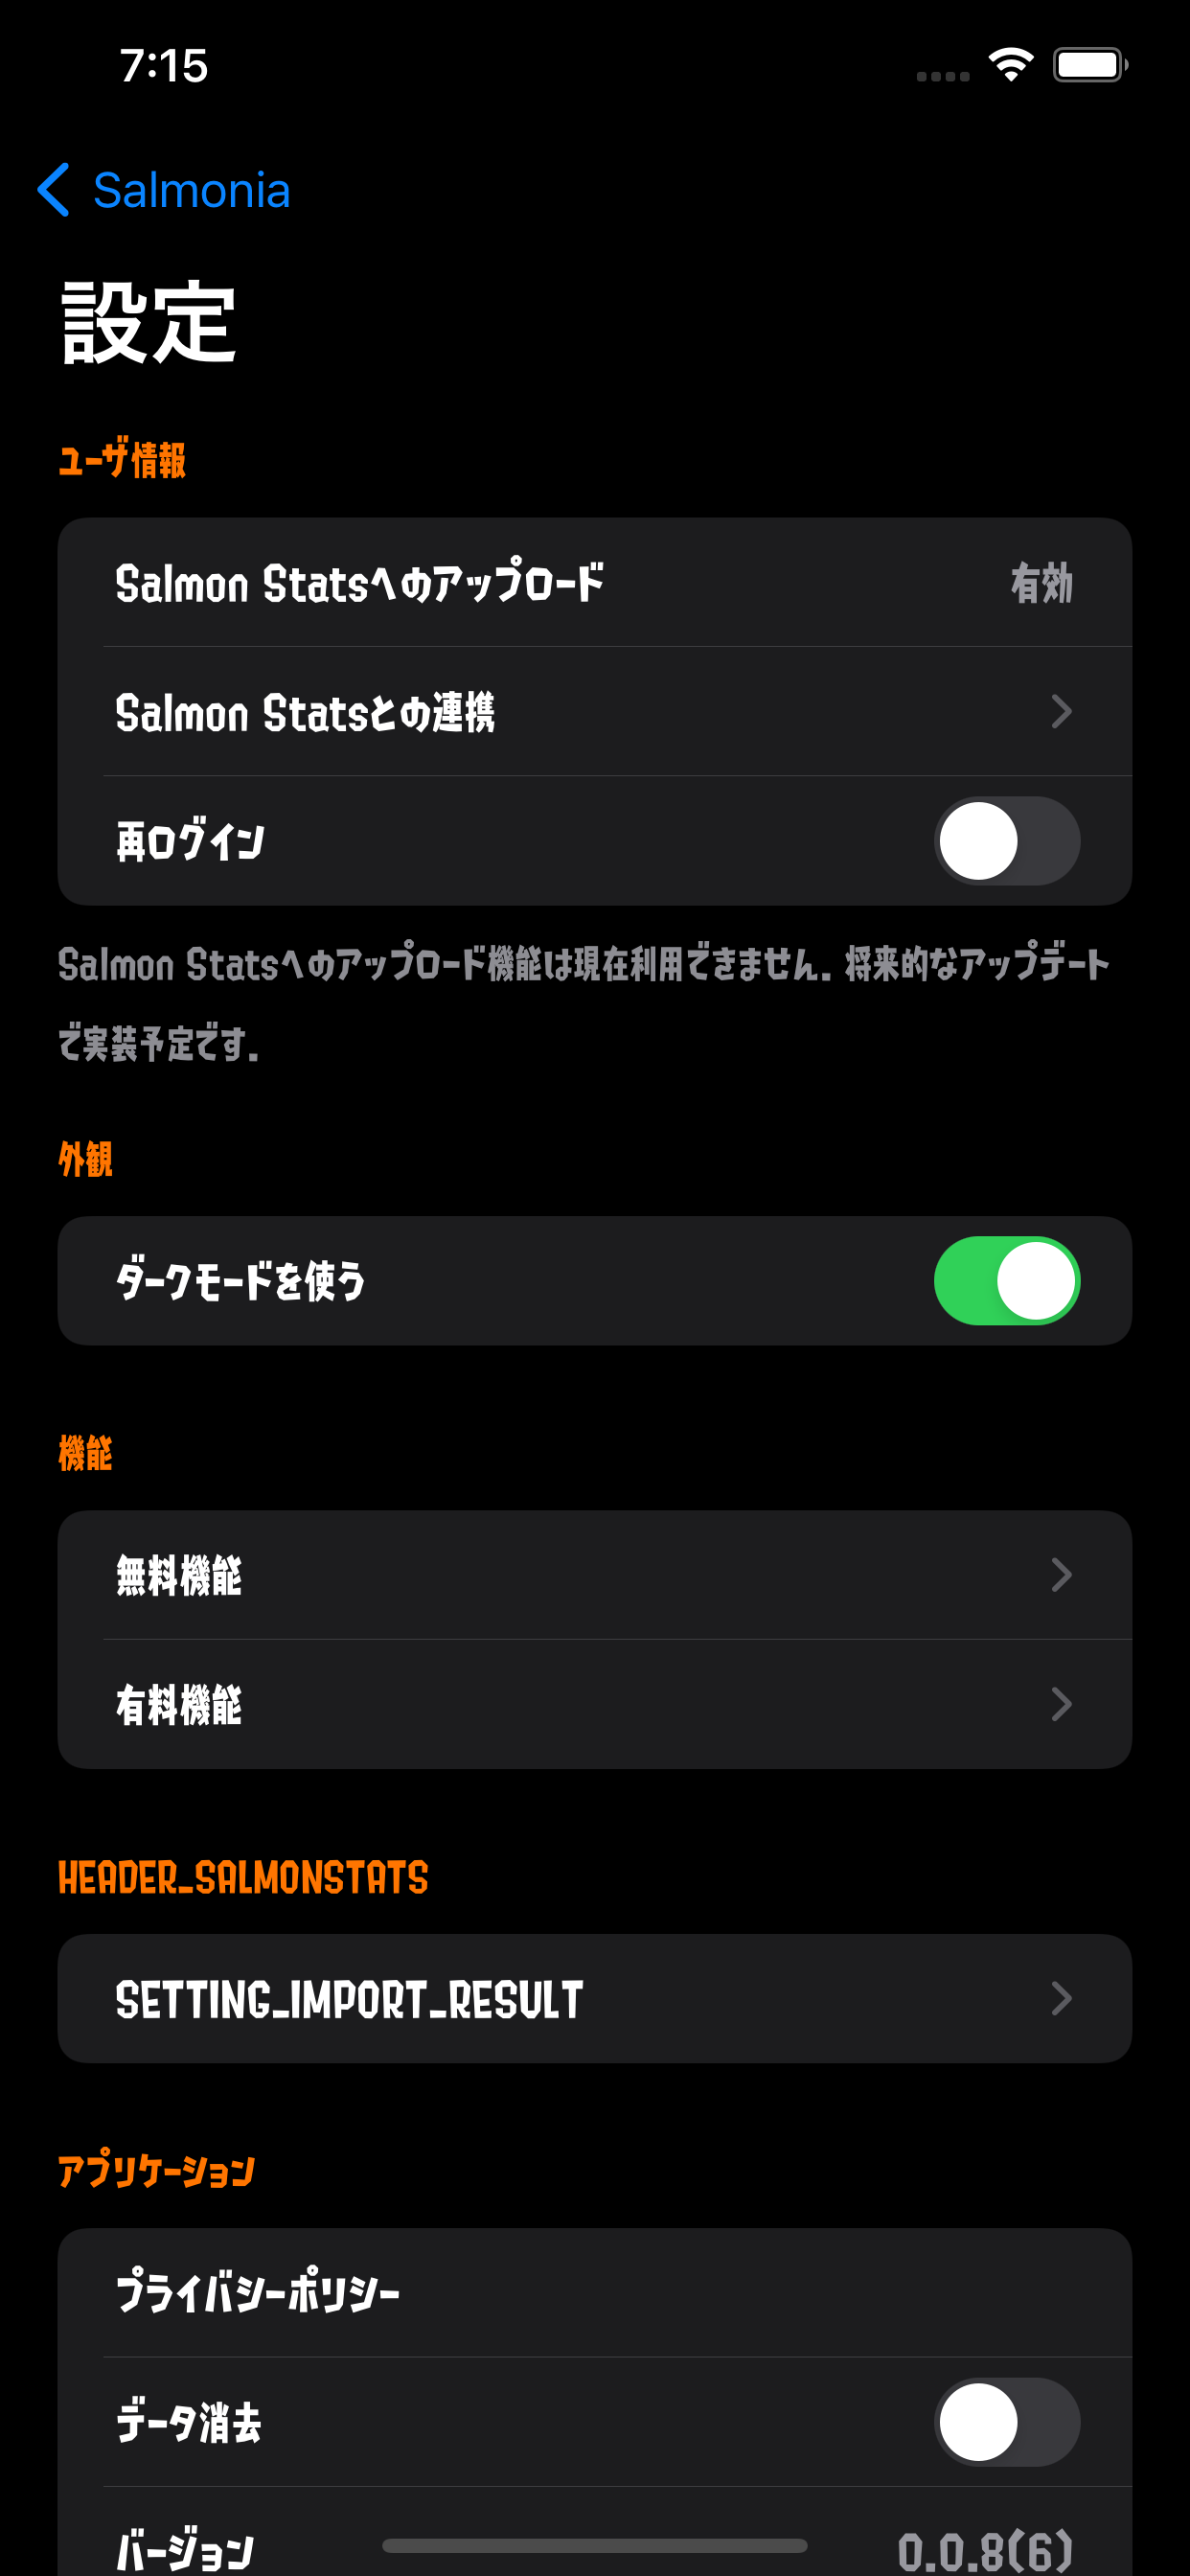 7:15
Salmonia
設定
ユーザ情報
Salmon Statsへのアップロード 有効
Salmon Statsとの連携
再ログイン
Salmon Statsへのアップロード機能は現在利用できません. 将来的なアップデート
で実装予定です.
外観
ダークモードを使う
機能
無料機能
有料機能
HEADER_SALMONSTATS
SETTING_IMPORT_RESULT
アプリケーション
プライバシーポリシー
データ消去
バージョン 0.0.8(6)